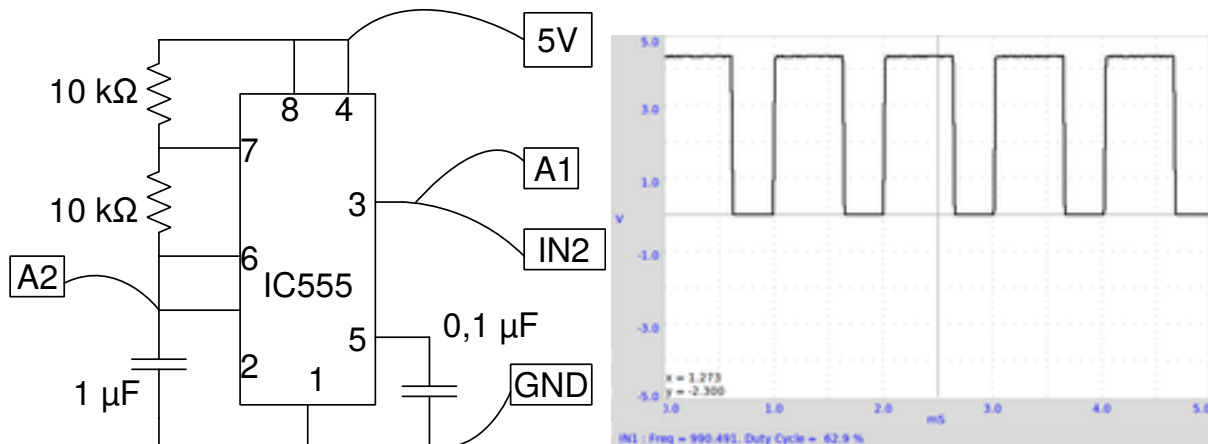 5V
10 kΩ
8 4
7
A1
10 kΩ
3
IN2
6
A2
IC555
0,1 μF
5
2
1
1 μF
GND
5.0
3.0
1.0
V
-1.0
-3.0
x = 1.273
y = -2.300
-5.0
0.0 1.0 2.0 3.0 4.0 5.0
mS
IN1 : Freq = 990.491. Duty Cycle = 62.9 %